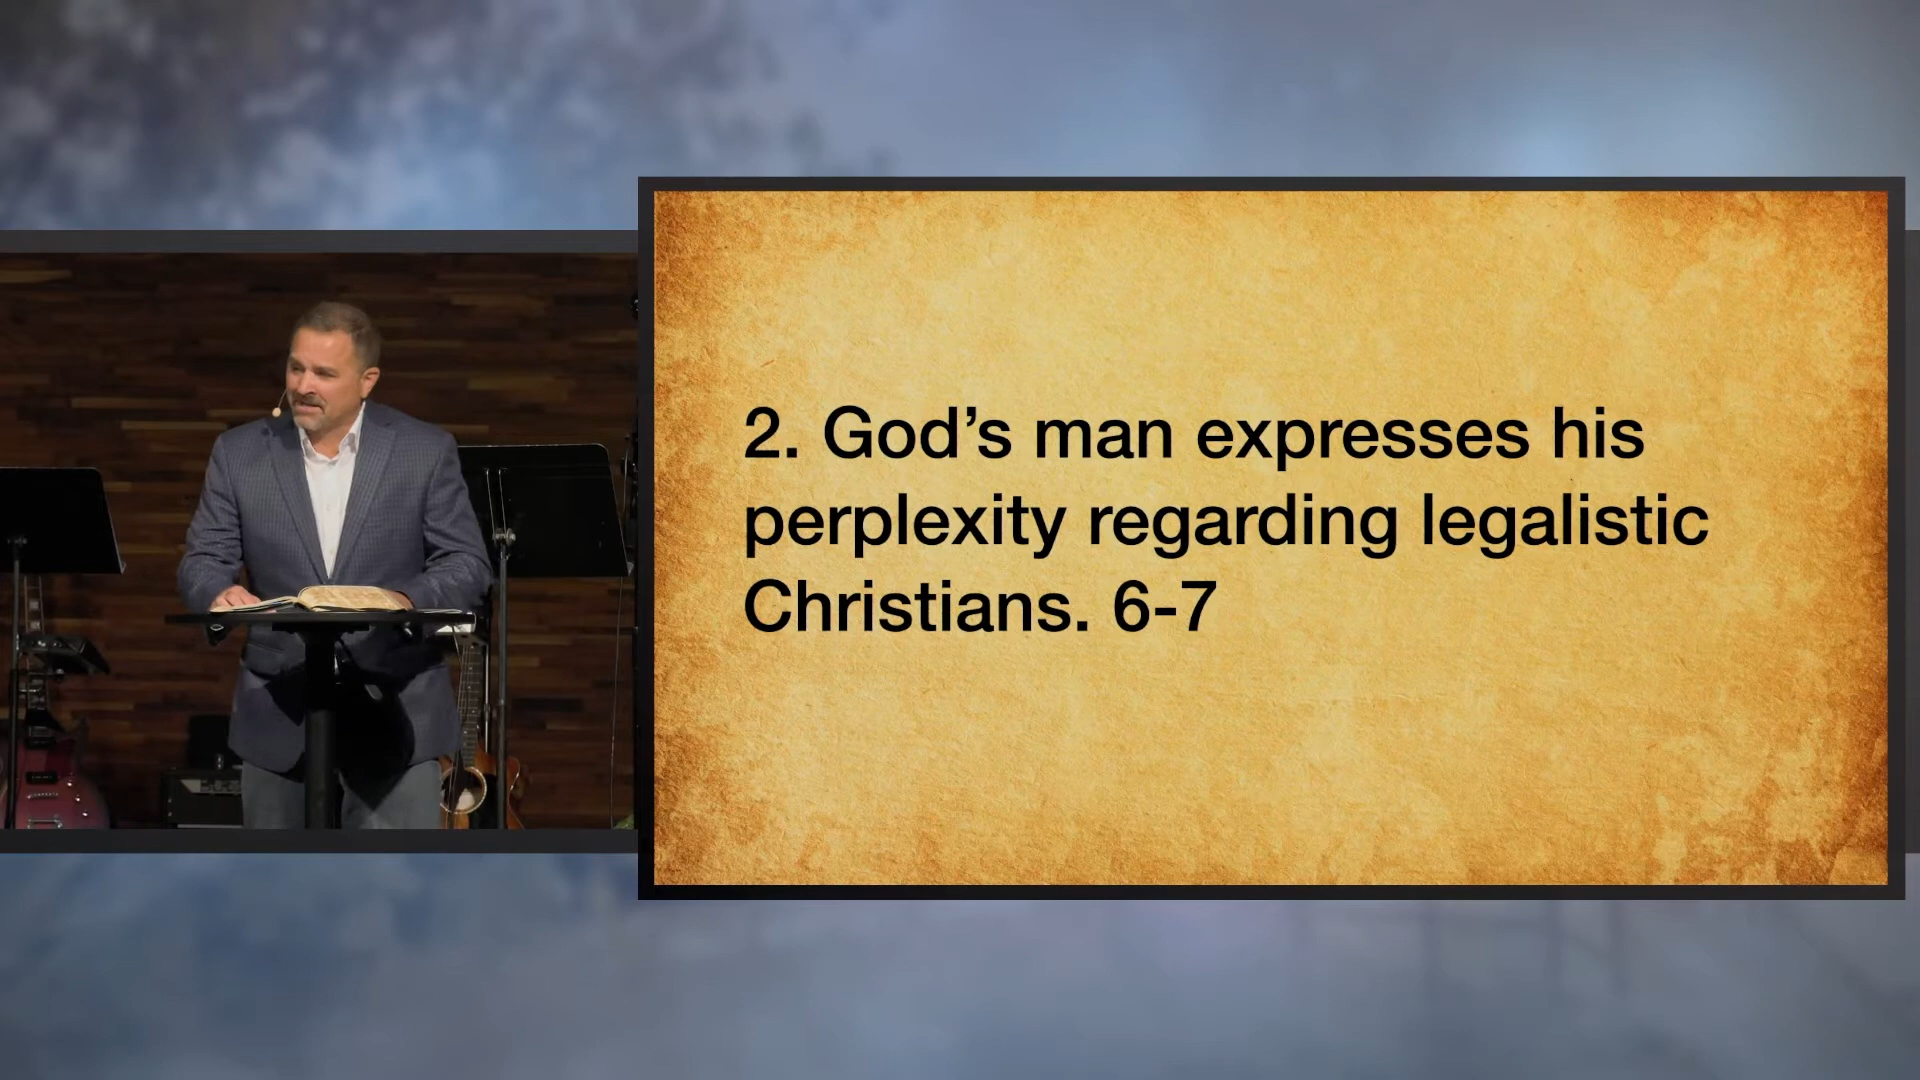 2. God’s man expresses his
perplexity regarding legalistic
Christians. 6-7